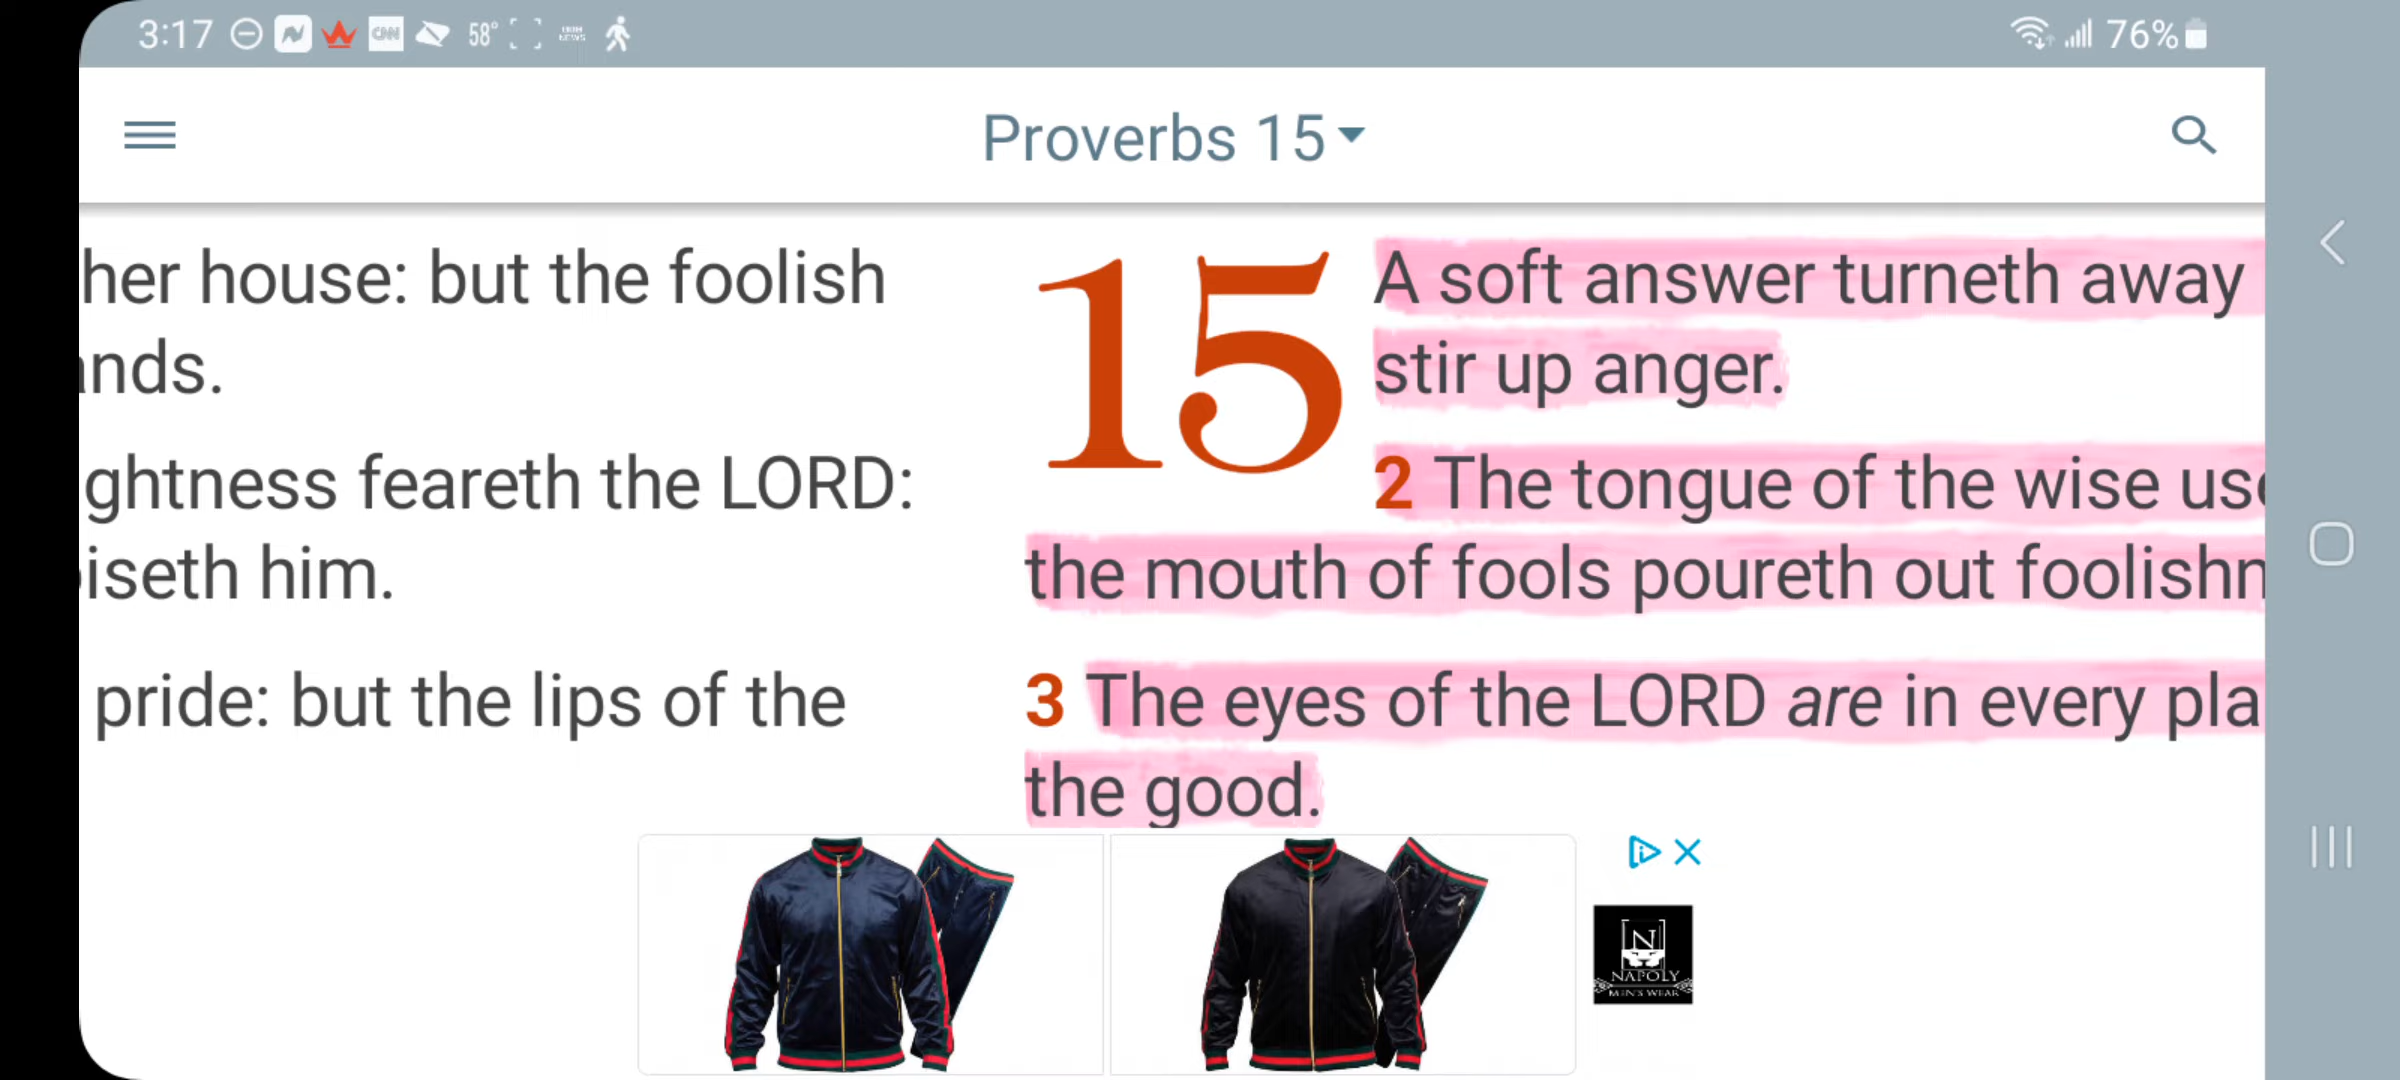 3:17 CNN 58° NEWS 76%
Proverbs 15
her house: but the foolish
nds.
ghtness feareth the LORD:
iseth him.
pride: but the lips of the
15 A soft answer turneth away
stir up anger.
2 The tongue of the wise us
the mouth of fools poureth out foolishn
3 The eyes of the LORD are in every pla
the good.
N
NAPOLY
MEN'S WEAR